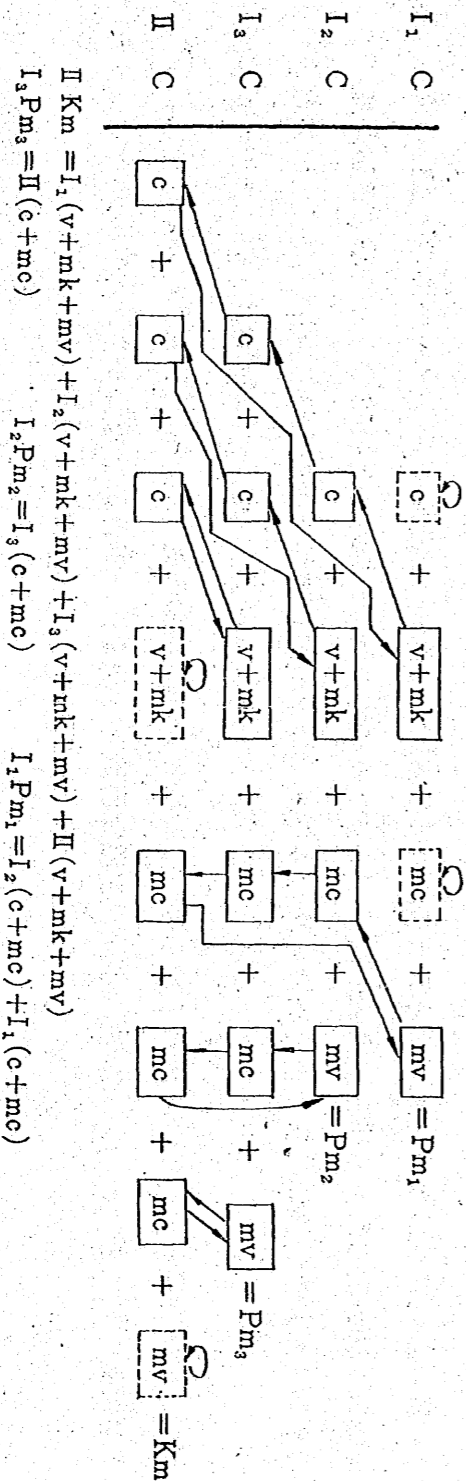 I₁ C c + v+mk + mc + mv =Pm₁
I₂ C c + v+mk + mc + mv =Pm₂
I₃ C c + c + v+mk + mc + mc + mv =Pm₃
II C c + c + c + v+mk + mc + mc + mc + mv =Km
II Km =I₁(v+mk+mv)+I₂(v+mk+mv)+I₃(v+mk+mv)+II(v+mk+mv)
I₃Pm₃=II(c+mc) I₂Pm₂=I₃(c+mc) I₁Pm₁=I₂(c+mc)+I₁(c+mc)